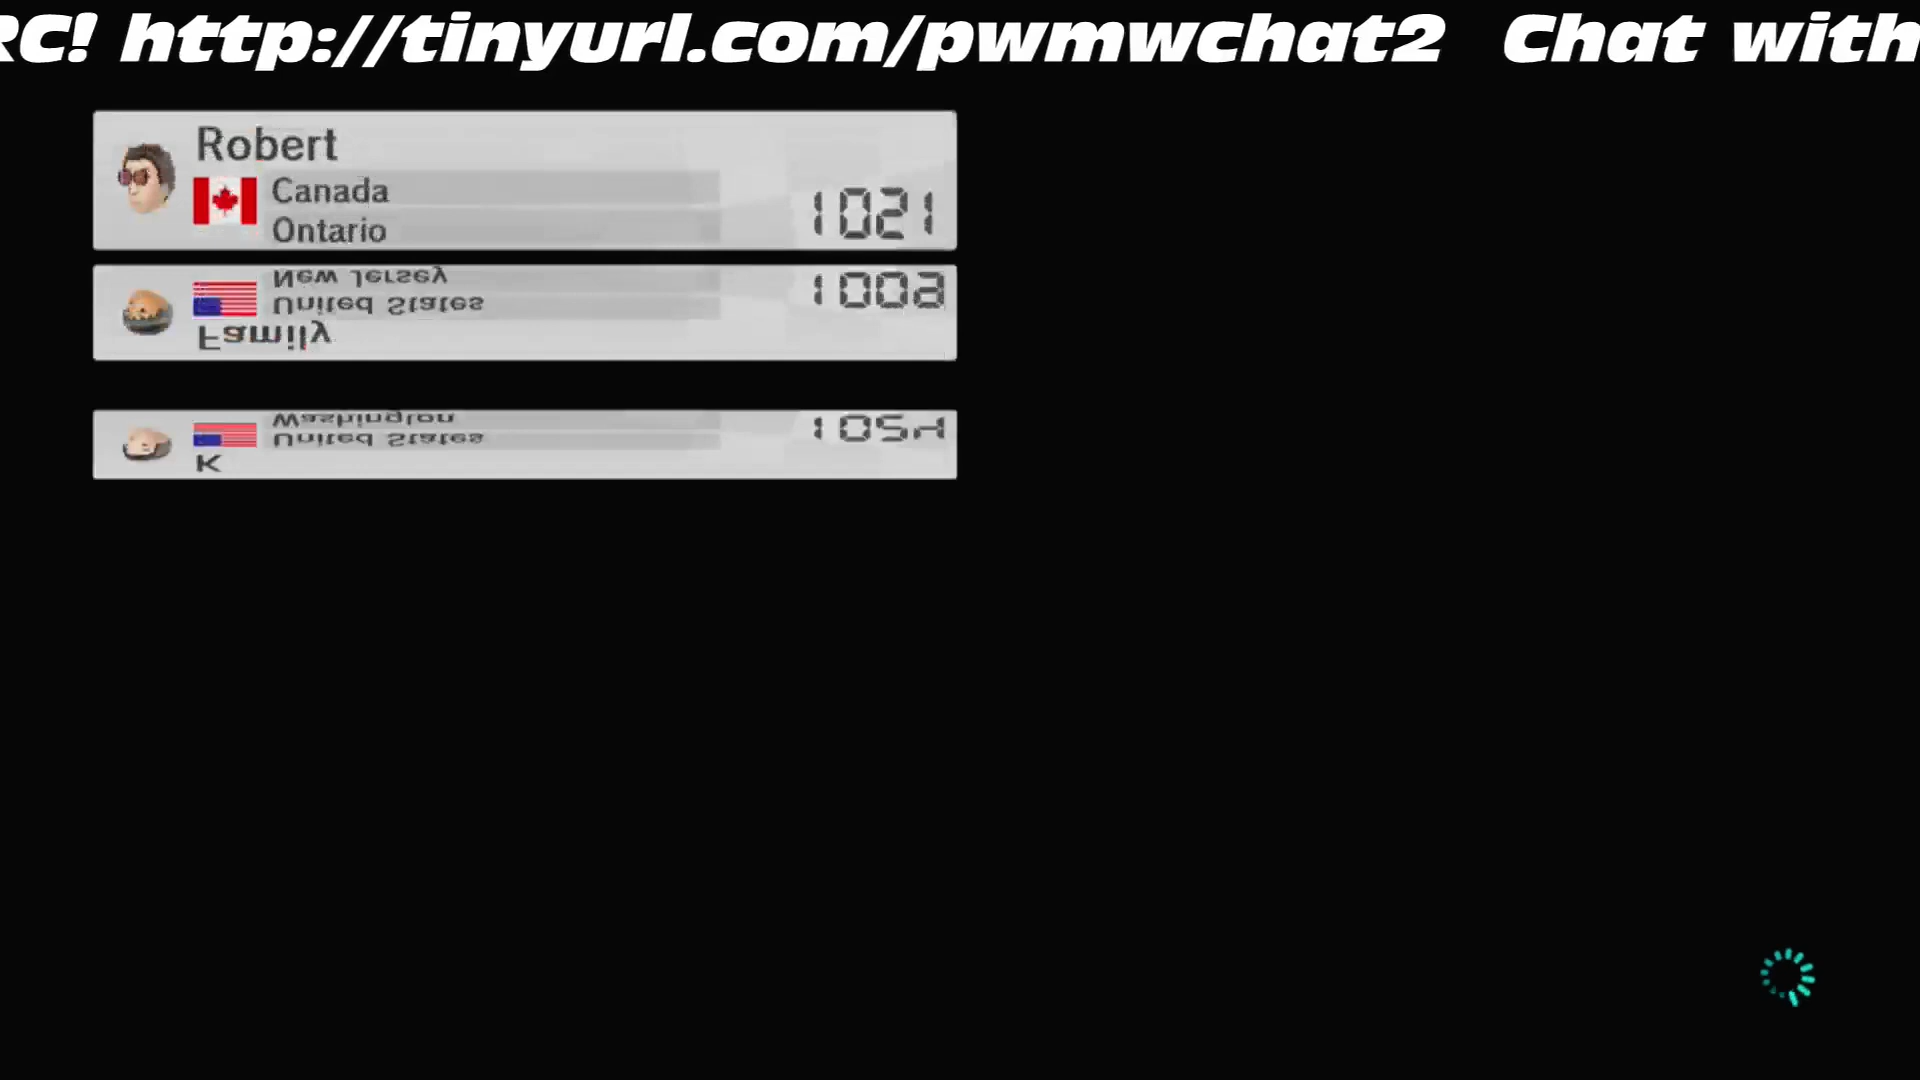 RC! http://tinyurl.com/pwmwchat2 Chat with
Robert
Canada
Ontario
1021
New Jersey
United States
Family
1009
Washington
United States
K
1024